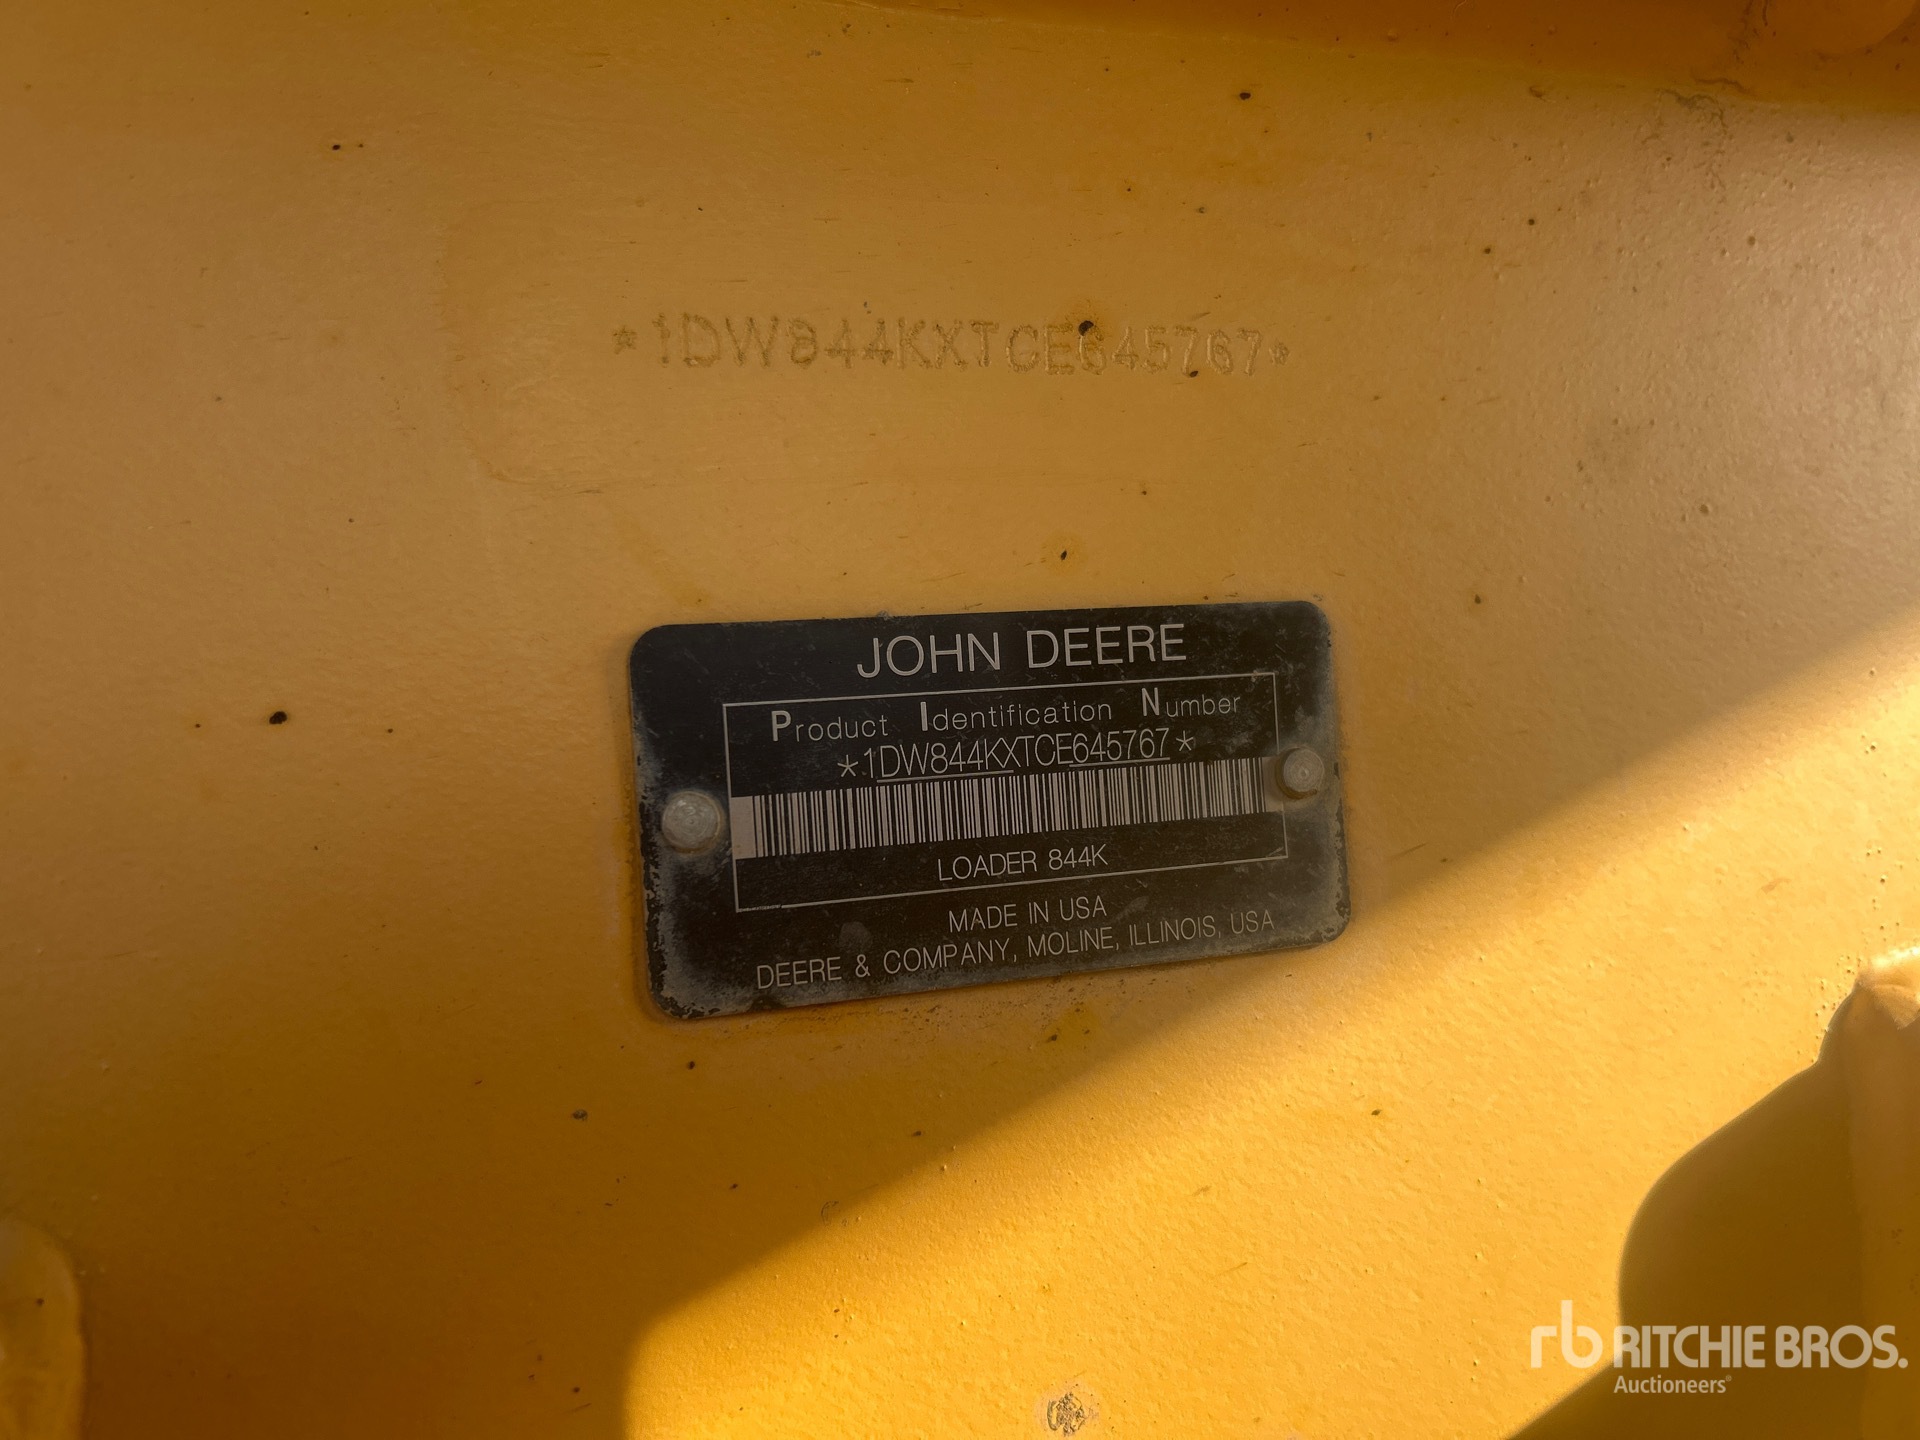 *1DW844KXTCE645767*
JOHN DEERE
Product Identification Number
*1DW844KXTCE645767*
LOADER 844K
MADE IN USA
DEERE & COMPANY, MOLINE, ILLINOIS, USA
rb RITCHIE BROS.
Auctioneers®